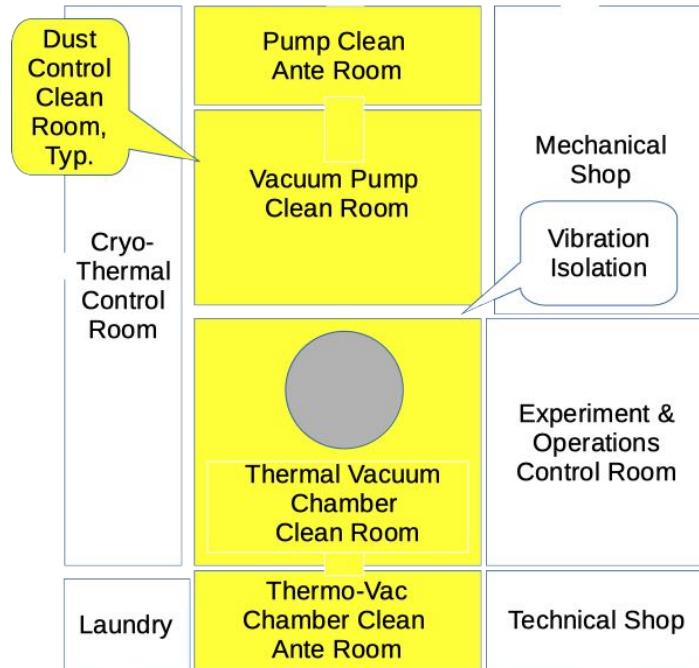 Dust
Control
Clean
Room,
Typ.
Pump Clean
Ante Room
Vacuum Pump
Clean Room
Mechanical
Shop
Vibration
Isolation
Cryo-
Thermal
Control
Room
Thermal Vacuum
Chamber
Clean Room
Experiment &
Operations
Control Room
Laundry
Thermo-Vac
Chamber Clean
Ante Room
Technical Shop